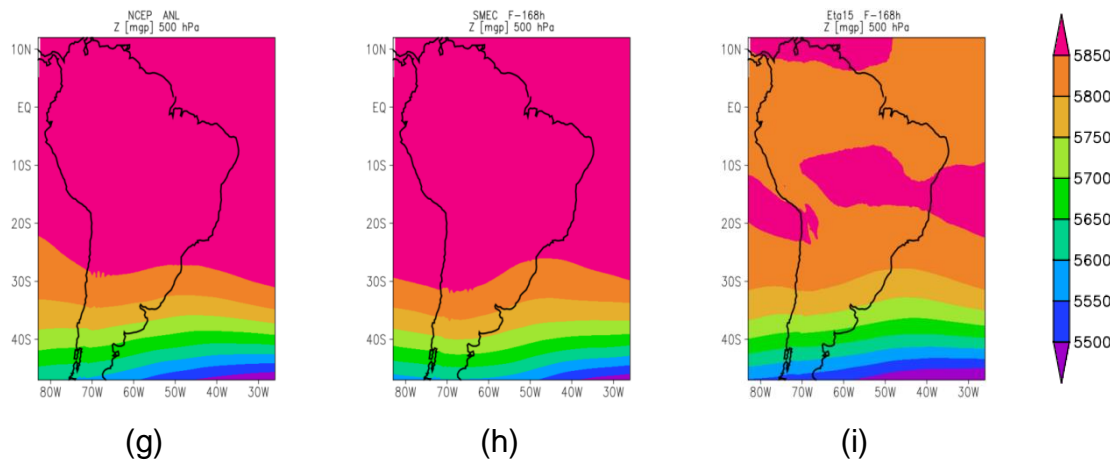 NCEP ANL
Z [mgp] 500 hPa
10N
EQ
10S
20S
30S
40S
80W 70W 60W 50W 40W 30W
(g)
SMEC F-168h
Z [mgp] 500 hPa
10N
EQ
10S
20S
30S
40S
80W 70W 60W 50W 40W 30W
(h)
Eta15 F-168h
Z [mgp] 500 hPa
10N
EQ
10S
20S
30S
40S
80W 70W 60W 50W 40W 30W
(i)
5850
5800
5750
5700
5650
5600
5550
5500